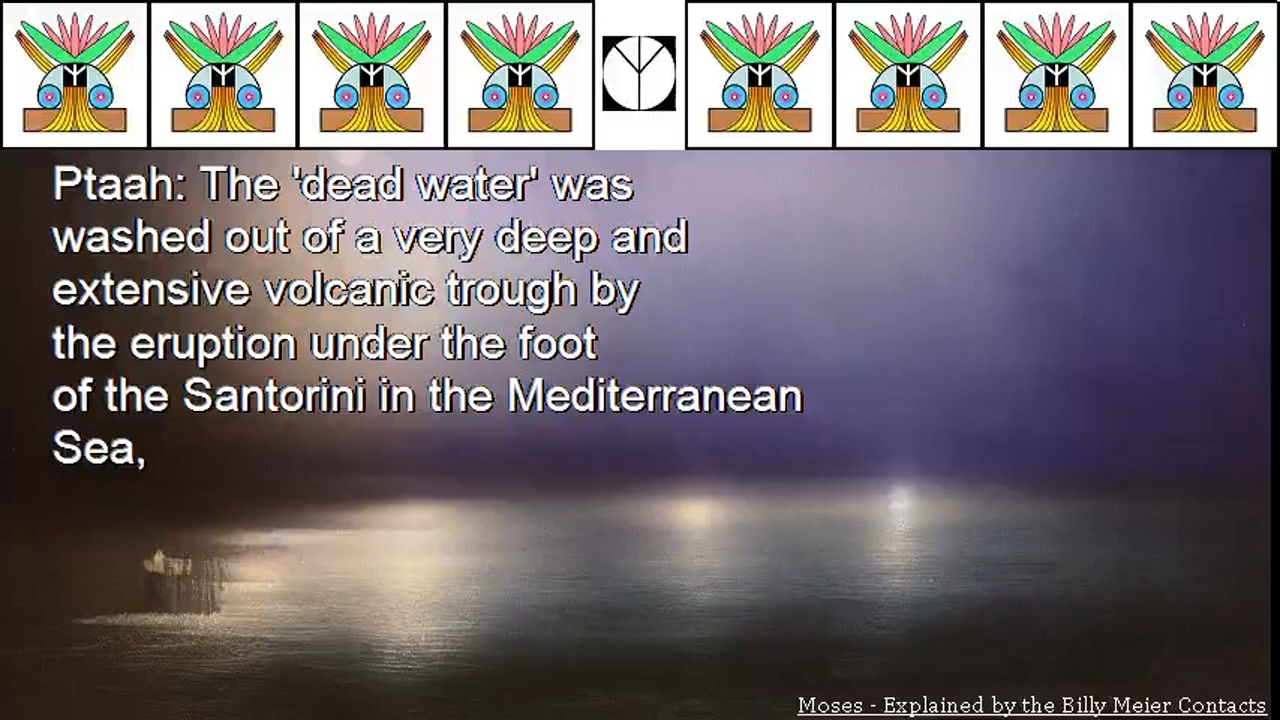 Ptaah: The 'dead water' was
washed out of a very deep and
extensive volcanic trough by
the eruption under the foot
of the Santorini in the Mediterranean
Sea,
Moses - Explained by the Billy Meier Contacts